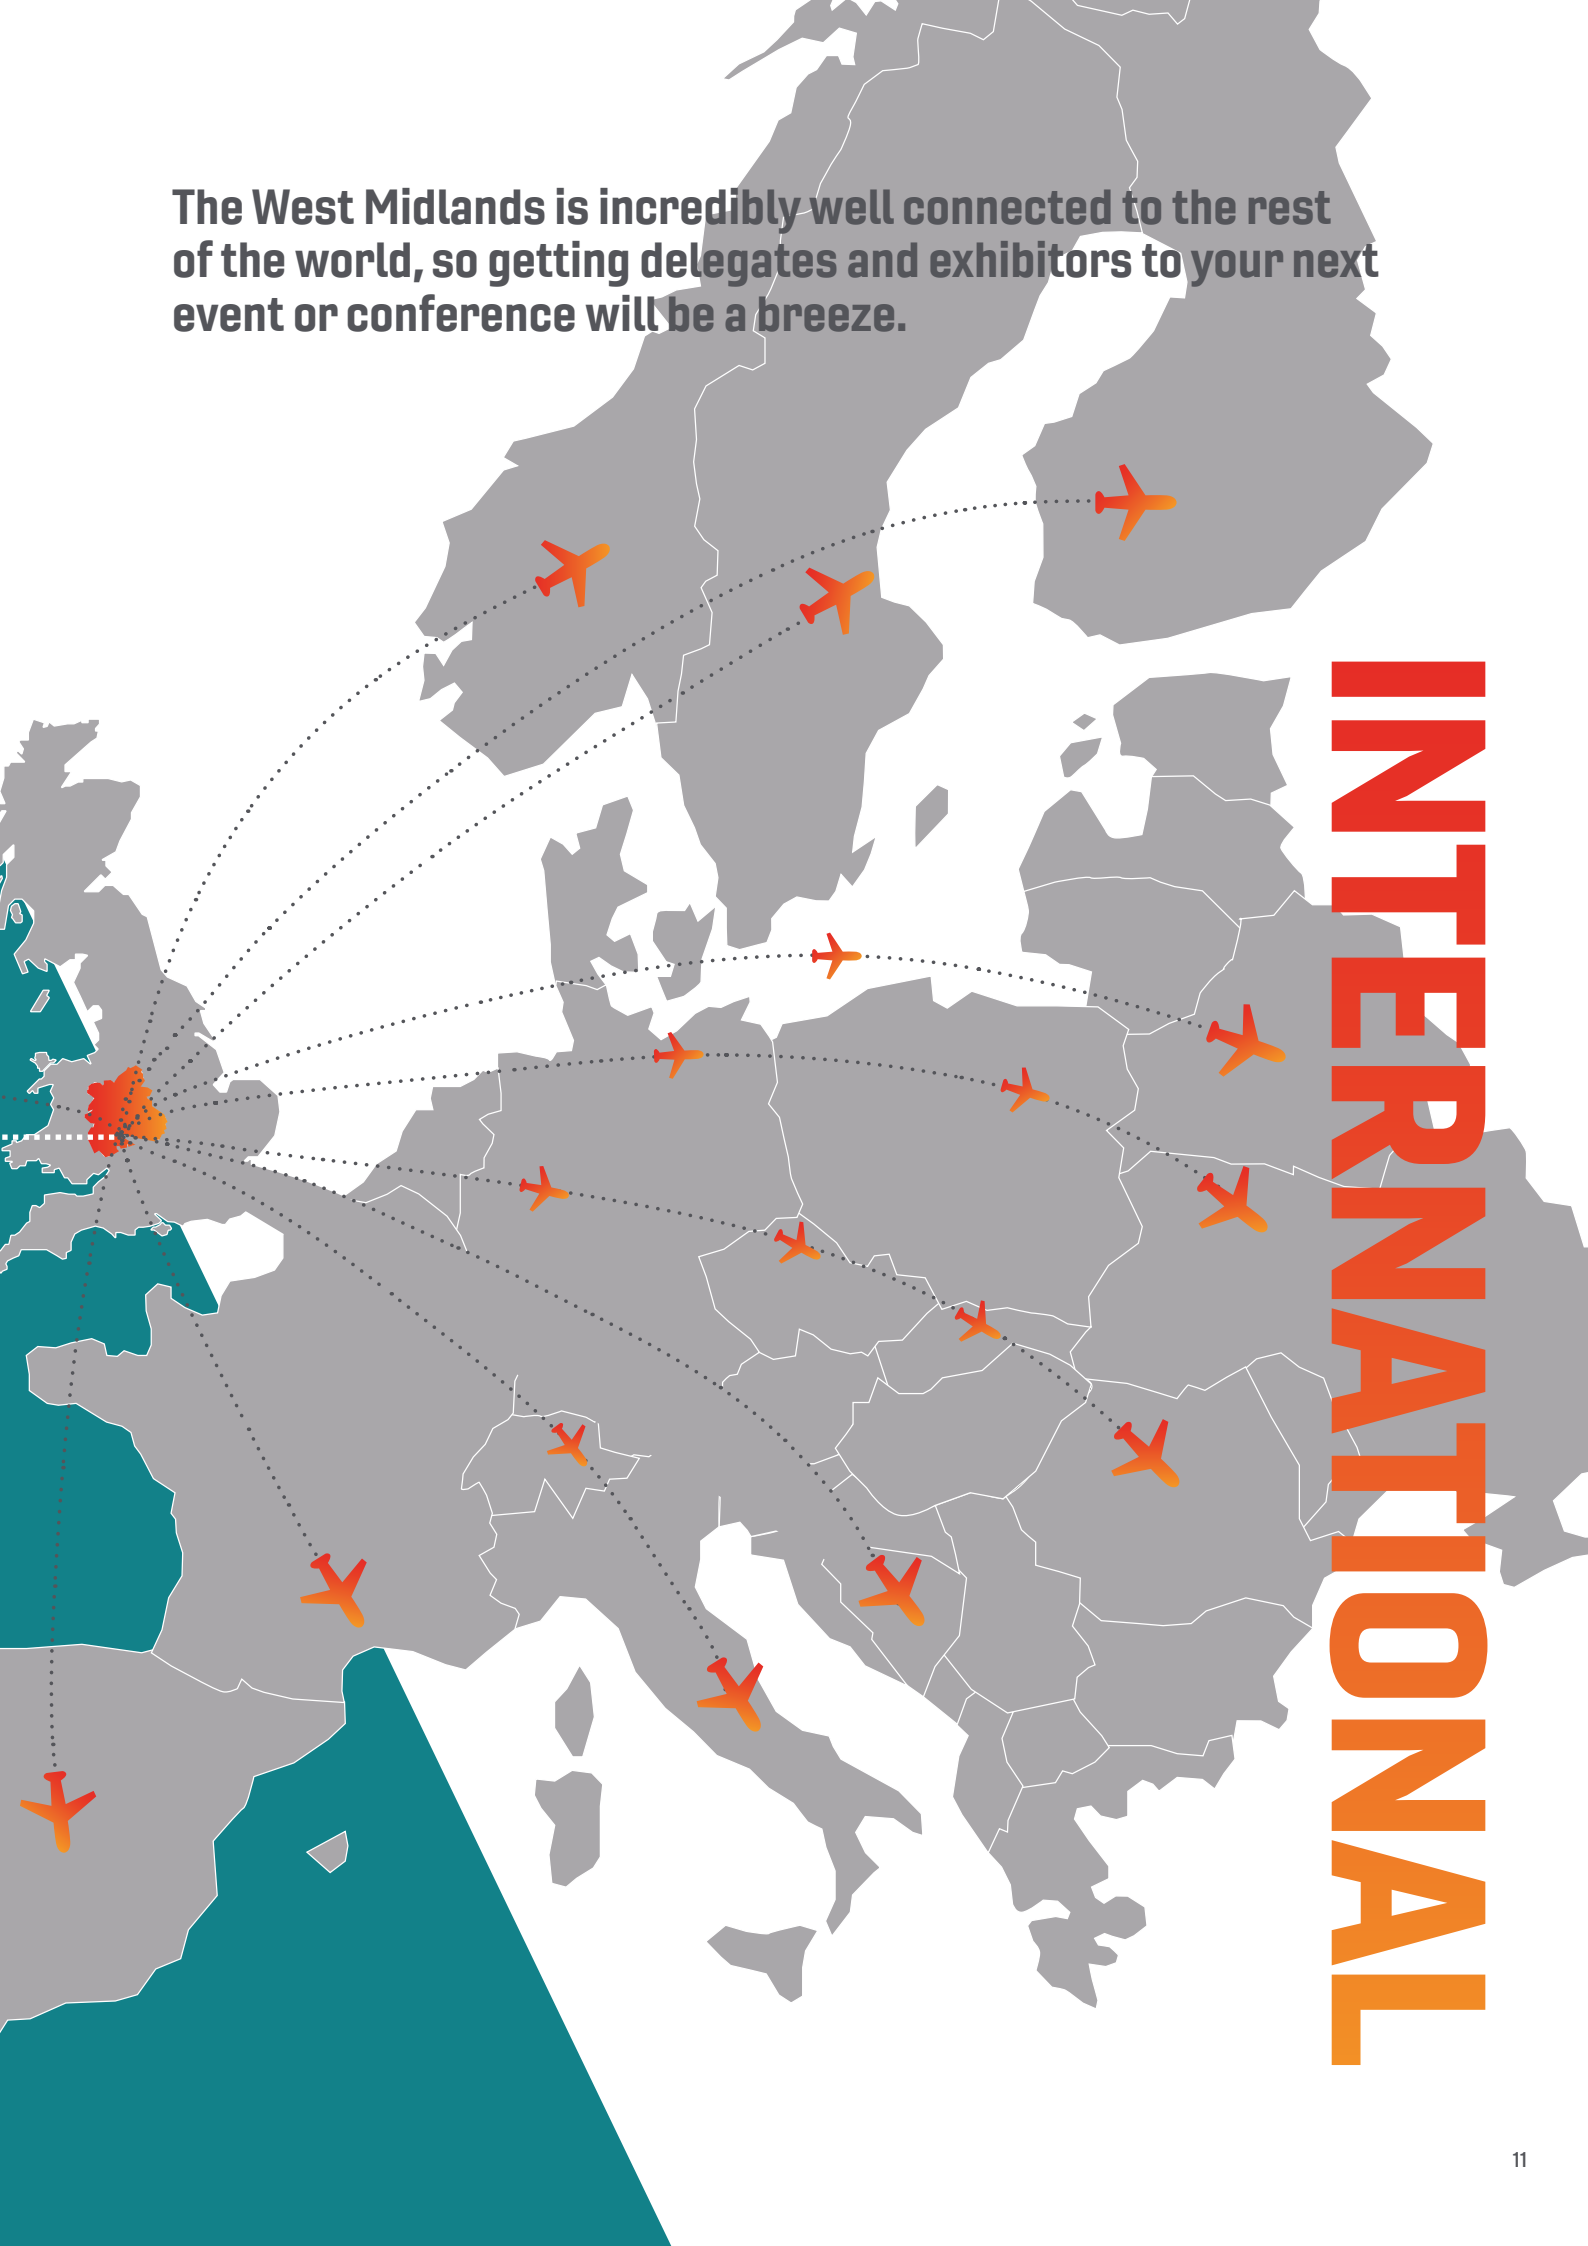 The West Midlands is incredibly well connected to the rest
of the world, so getting delegates and exhibitors to your next
event or conference will be a breeze.
INTERNATIONAL
11